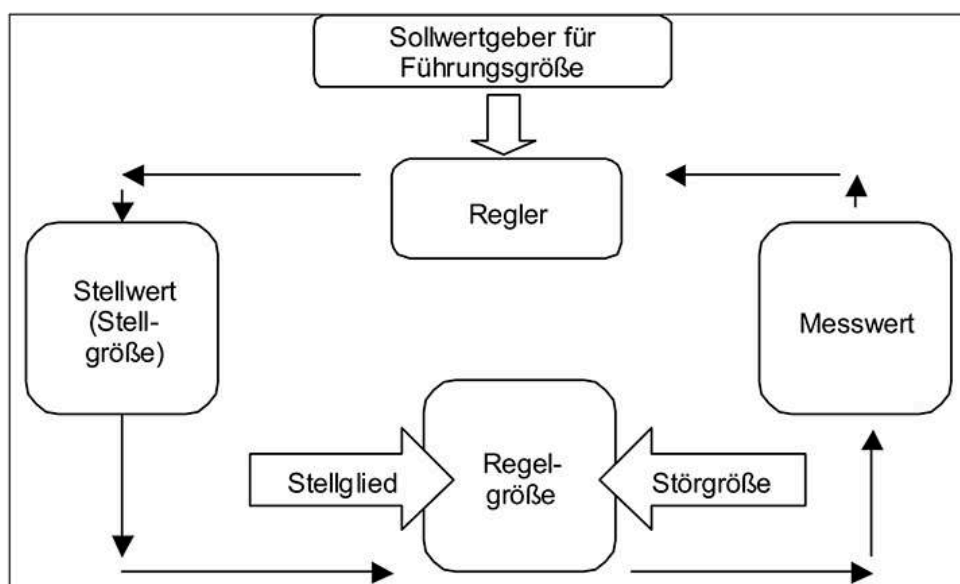 Sollwertgeber für
Führungsgröße
Regler
Stellwert
(Stell-
größe)
Messwert
Stellglied
Regel-
größe
Störgröße